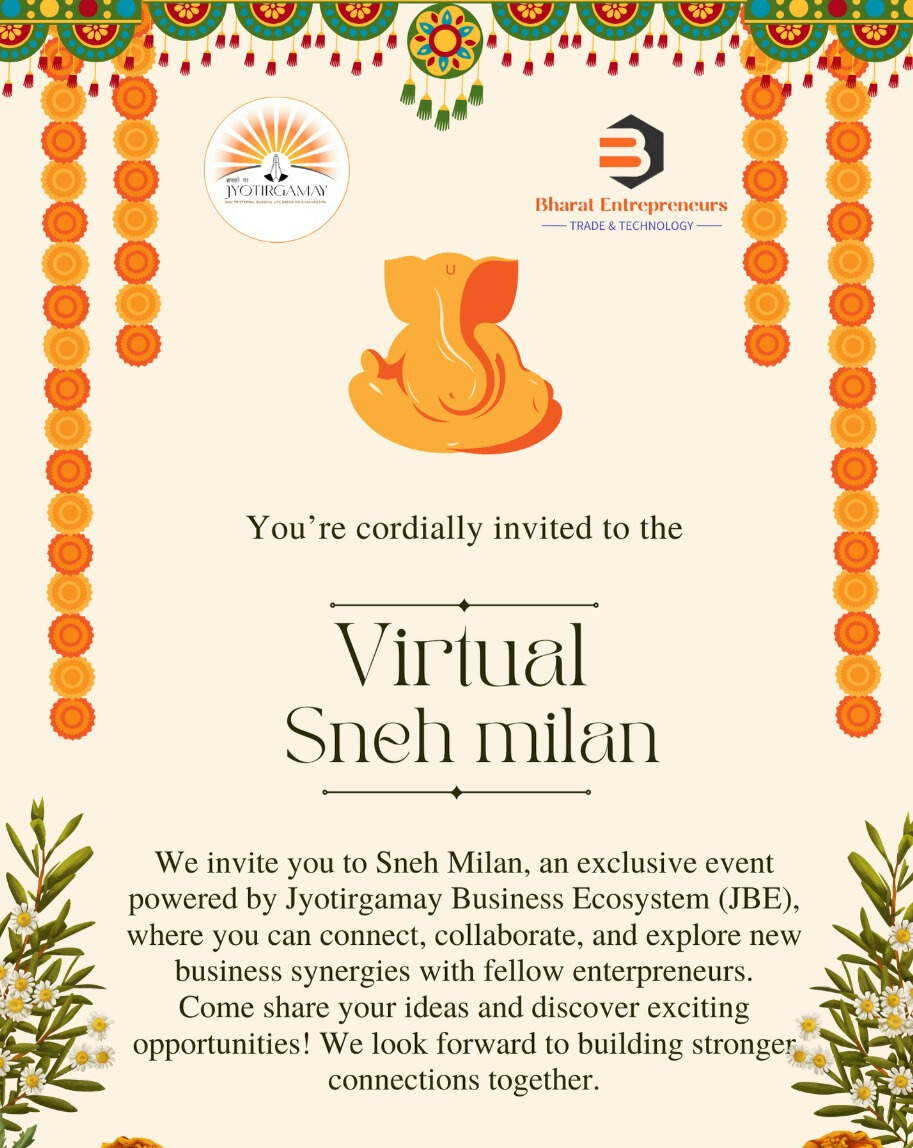 JYOTIRGAMAY
Bharat Entrepreneurs
TRADE & TECHNOLOGY
You’re cordially invited to the
Virtual
Sneh milan
We invite you to Sneh Milan, an exclusive event
powered by Jyotirgamay Business Ecosystem (JBE),
where you can connect, collaborate, and explore new
business synergies with fellow enterpreneurs.
Come share your ideas and discover exciting
opportunities! We look forward to building stronger
connections together.